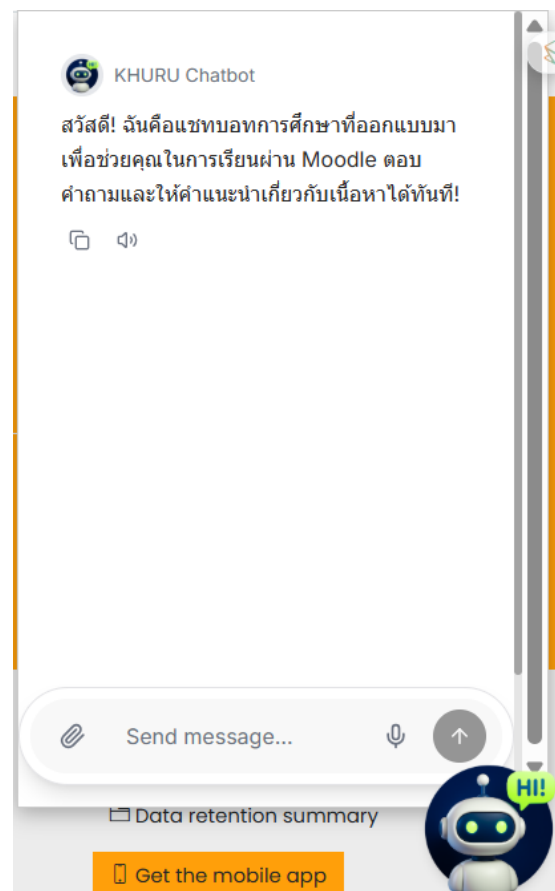 KHURU Chatbot
สวัสดี! ฉันคือแชทบอทการศึกษาที่ออกแบบมา
เพื่อช่วยคุณในการเรียนผ่าน Moodle ตอบ
คำถามและให้คำแนะนำเกี่ยวกับเนื้อหาได้ทันที!
Send message...
HI!
Data retention summary
Get the mobile app